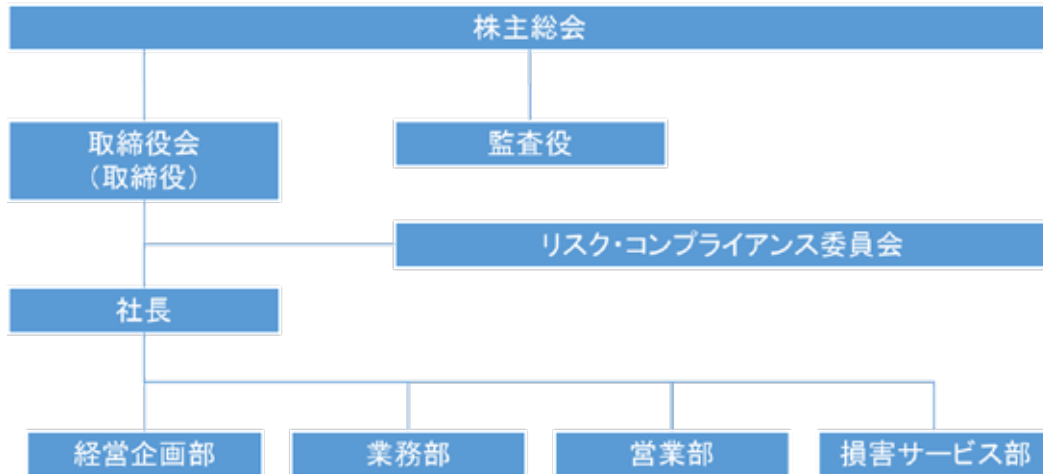 株主総会
取締役会
（取締役）
監査役
リスク・コンプライアンス委員会
社長
経営企画部
業務部
営業部
損害サービス部